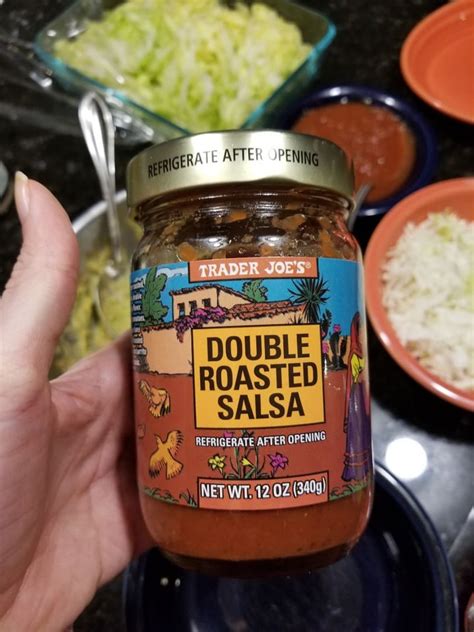 REFRIGERATE AFTER OPENING
TRADER JOE'S®
DOUBLE
ROASTED
SALSA
REFRIGERATE AFTER OPENING
NET WT. 12 OZ (340g)